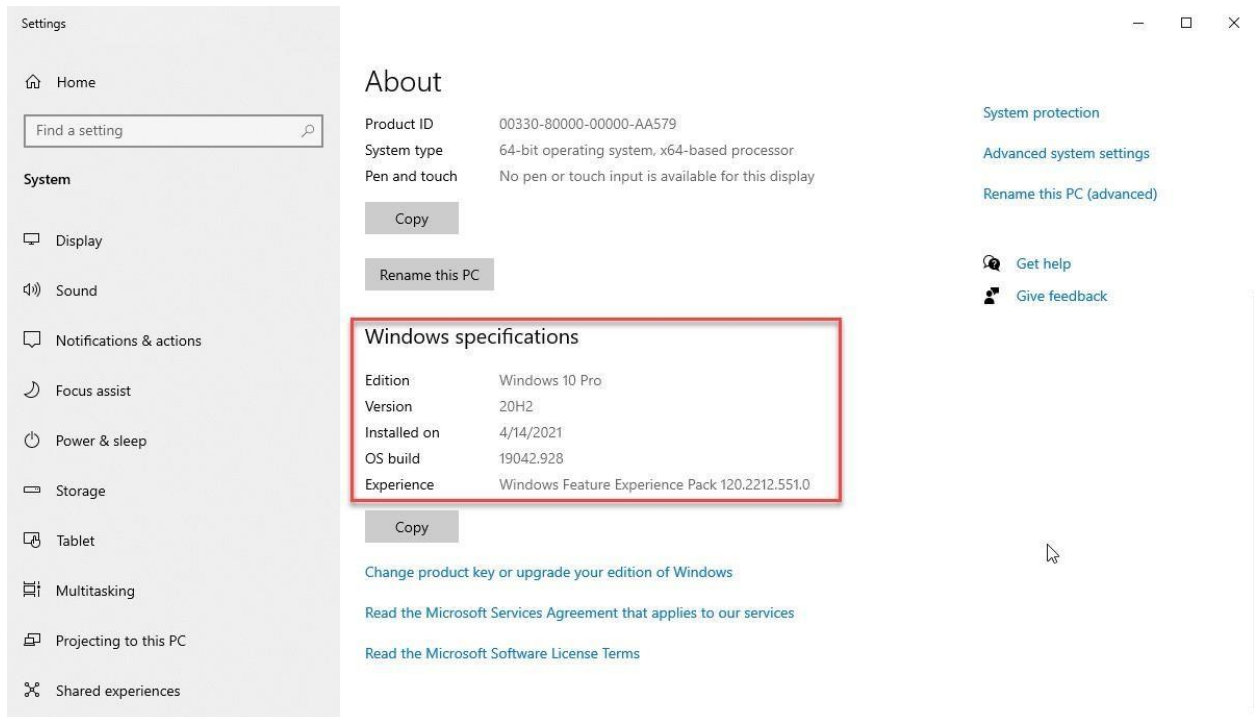 Settings
Home
Find a setting
System
Display
Sound
Notifications & actions
Focus assist
Power & sleep
Storage
Tablet
Multitasking
Projecting to this PC
Shared experiences
About
Product ID 00330-80000-00000-AA579
System type 64-bit operating system, x64-based processor
Pen and touch No pen or touch input is available for this display
Copy
Rename this PC
Windows specifications
Edition Windows 10 Pro
Version 20H2
Installed on 4/14/2021
OS build 19042.928
Experience Windows Feature Experience Pack 120.2212.551.0
Copy
Change product key or upgrade your edition of Windows
Read the Microsoft Services Agreement that applies to our services
Read the Microsoft Software License Terms
System protection
Advanced system settings
Rename this PC (advanced)
Get help
Give feedback